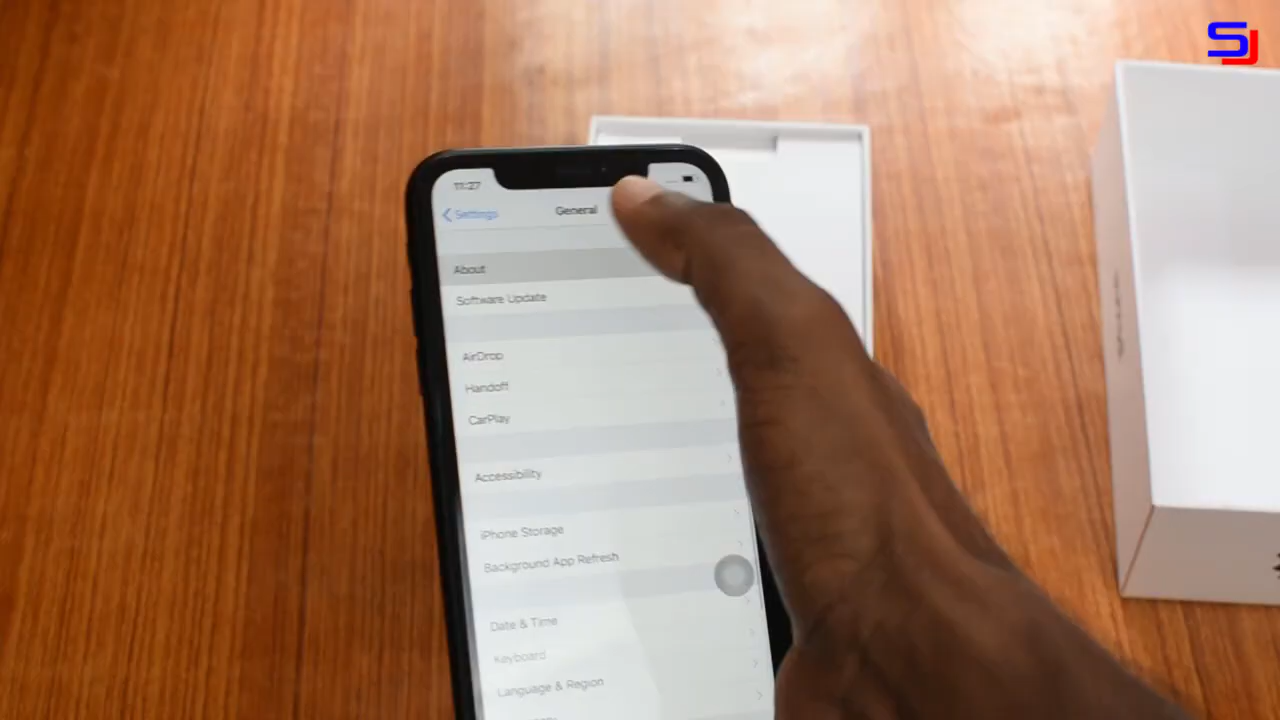 SJ
11:27
Settings
General
About
Software Update
AirDrop
Handoff
CarPlay
Accessibility
iPhone Storage
Background App Refresh
Date & Time
Keyboard
Language & Region